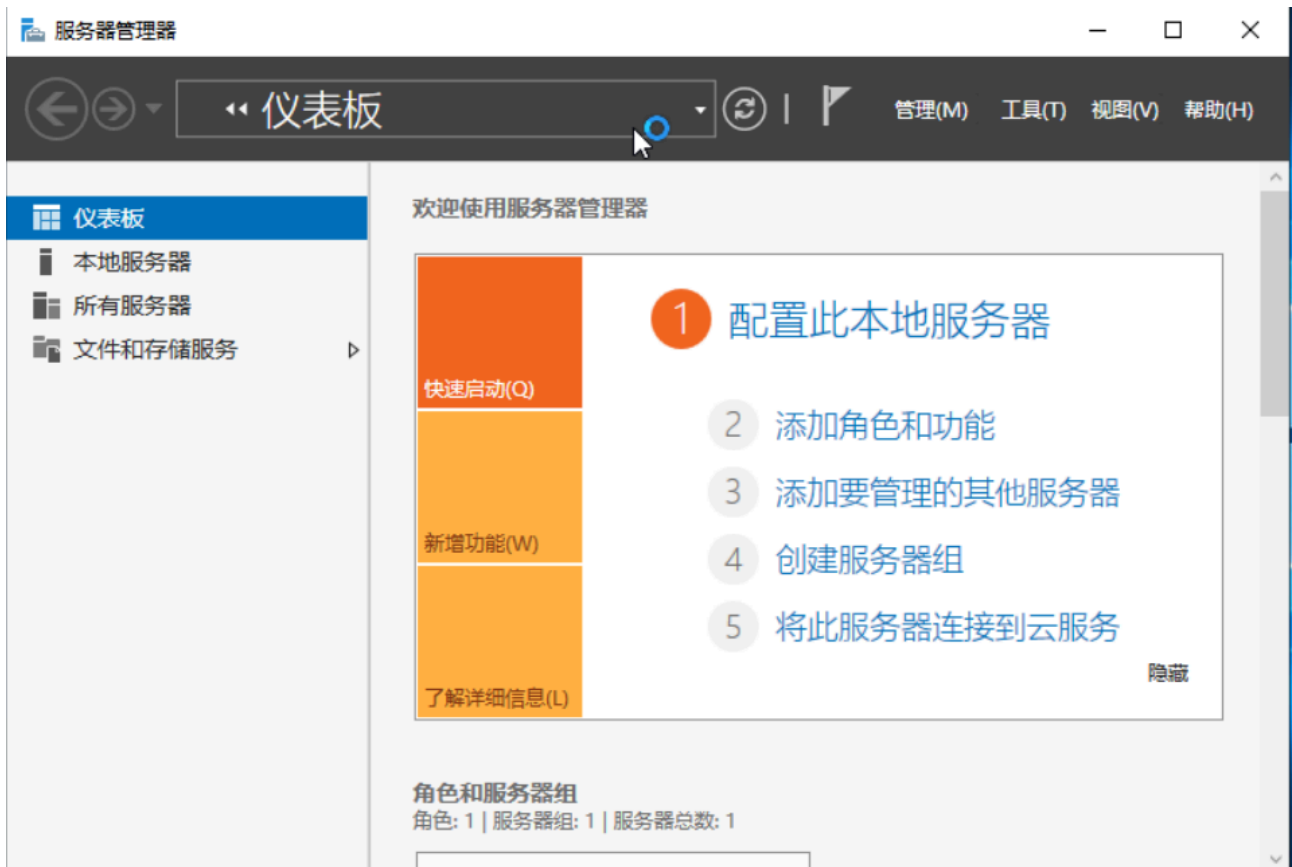 服务器管理器
仪表板
管理(M) 工具(T) 视图(V) 帮助(H)
仪表板
本地服务器
所有服务器
文件和存储服务
欢迎使用服务器管理器
快速启动(Q)
新增功能(W)
了解详细信息(L)
1 配置此本地服务器
2 添加角色和功能
3 添加要管理的其他服务器
4 创建服务器组
5 将此服务器连接到云服务
隐藏
角色和服务器组
角色: 1 | 服务器组: 1 | 服务器总数: 1